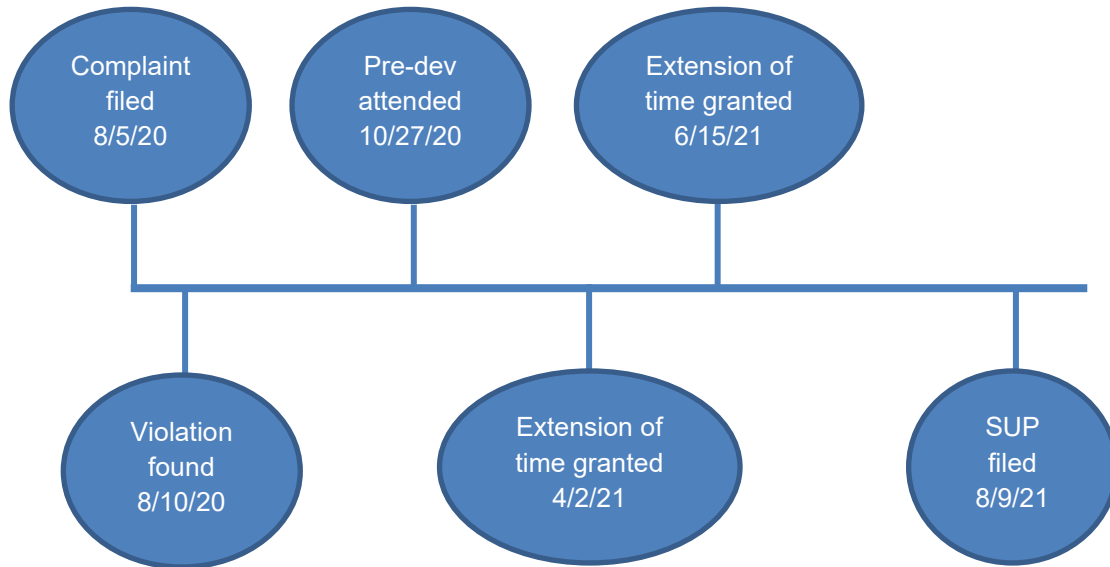 Complaint
filed
8/5/20
Pre-dev
attended
10/27/20
Extension of
time granted
6/15/21
Violation
found
8/10/20
Extension of
time granted
4/2/21
SUP
filed
8/9/21